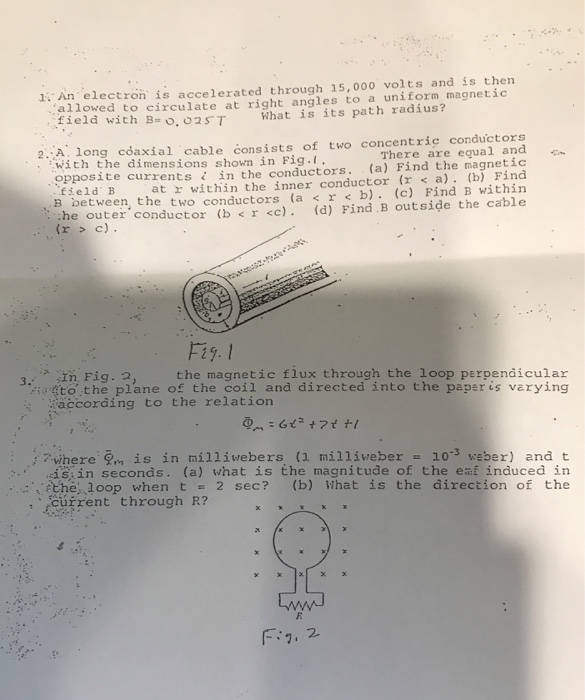 1. An electron is accelerated through 15,000 volts and is then
allowed to circulate at right angles to a uniform magnetic
field with B= 0.025T What is its path radius?
2. A long coaxial cable consists of two concentric conductors
with the dimensions shown in Fig.1. There are equal and
opposite currents i in the conductors. (a) Find the magnetic
field B at r within the inner conductor (r < a). (b) Find
B between the two conductors (a < r < b). (c) Find B within
the outer conductor (b < r <c). (d) Find B outside the cable
(r > c).
Fig. 1
3. In Fig. 2, the magnetic flux through the loop perpendicular
to the plane of the coil and directed into the paper is varying
according to the relation
Φm = 6t² + 7t + 1
where Φm is in milliwebers (1 milliweber = 10⁻³ weber) and t
is in seconds. (a) what is the magnitude of the emf induced in
the loop when t = 2 sec? (b) What is the direction of the
current through R?
R
Fig. 2